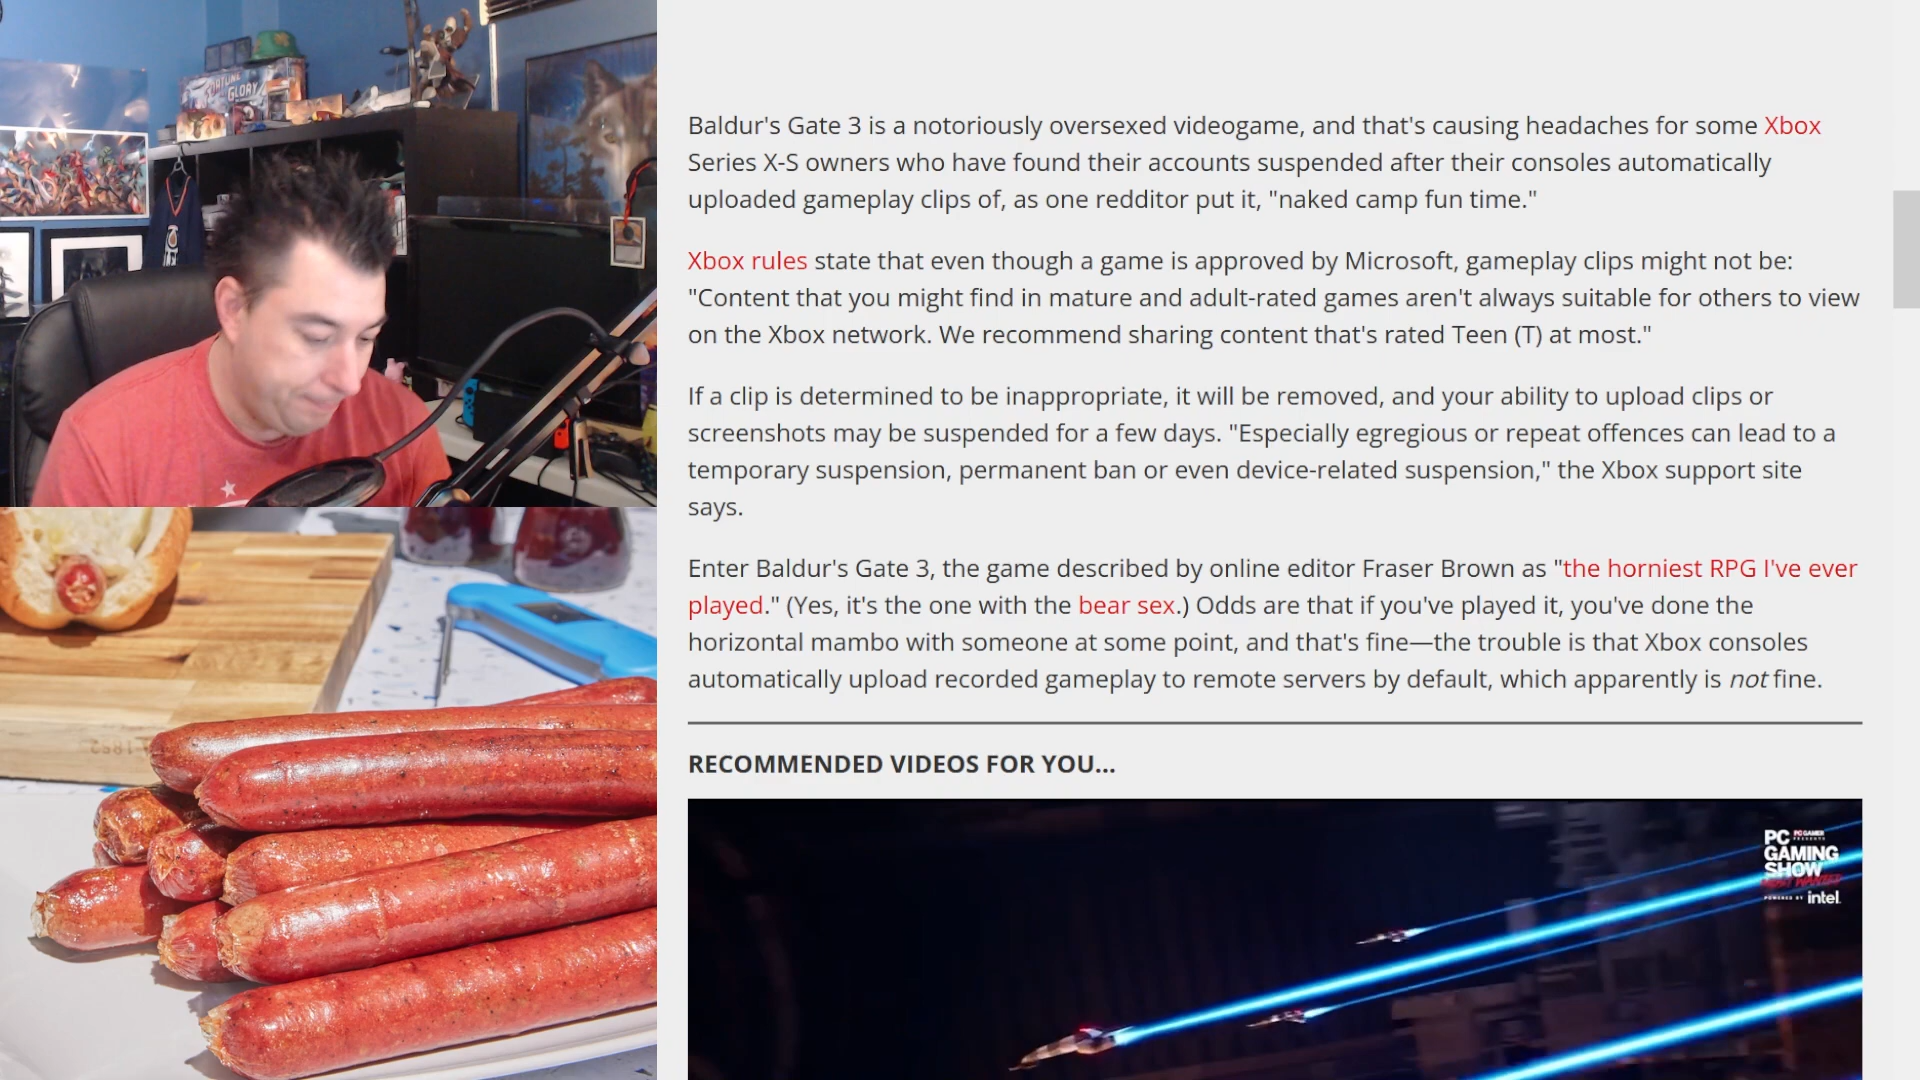 FORTUNE
GLORY
Baldur's Gate 3 is a notoriously oversexed videogame, and that's causing headaches for some Xbox
Series X-S owners who have found their accounts suspended after their consoles automatically
uploaded gameplay clips of, as one redditor put it, "naked camp fun time."
Xbox rules state that even though a game is approved by Microsoft, gameplay clips might not be:
"Content that you might find in mature and adult-rated games aren't always suitable for others to view
on the Xbox network. We recommend sharing content that's rated Teen (T) at most."
If a clip is determined to be inappropriate, it will be removed, and your ability to upload clips or
screenshots may be suspended for a few days. "Especially egregious or repeat offences can lead to a
temporary suspension, permanent ban or even device-related suspension," the Xbox support site
says.
Enter Baldur's Gate 3, the game described by online editor Fraser Brown as "the horniest RPG I've ever
played." (Yes, it's the one with the bear sex.) Odds are that if you've played it, you've done the
horizontal mambo with someone at some point, and that's fine—the trouble is that Xbox consoles
automatically upload recorded gameplay to remote servers by default, which apparently is not fine.
RECOMMENDED VIDEOS FOR YOU...
PC PC GAMER
PRESENTS
GAMING
SHOW
MOST WANTED
POWERED BY intel